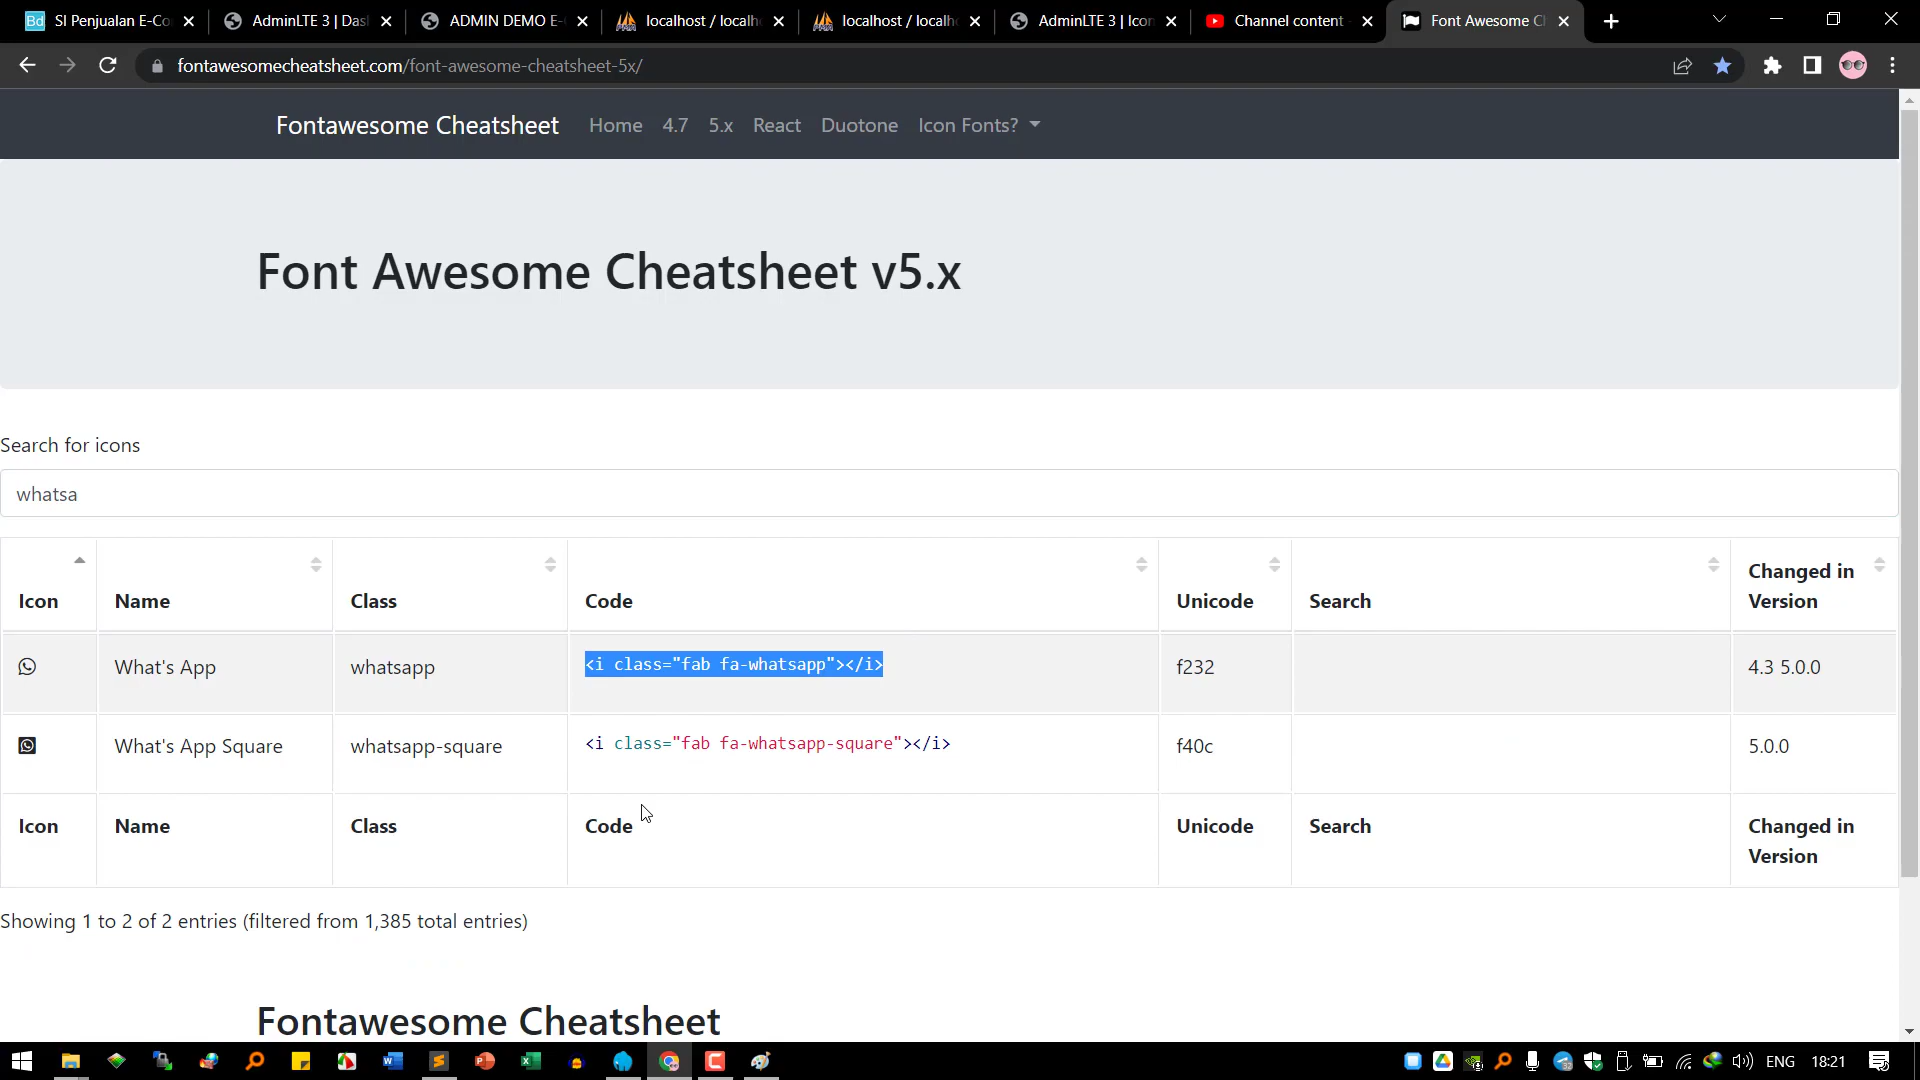 SI Penjualan E-Co
AdminLTE 3 | Das
ADMIN DEMO E-
localhost / localh
localhost / localh
AdminLTE 3 | Ico
Channel content
Font Awesome C
fontawesomecheatsheet.com/font-awesome-cheatsheet-5x/
Fontawesome Cheatsheet
Home
4.7
5.x
React
Duotone
Icon Fonts?
Font Awesome Cheatsheet v5.x
Search for icons
whatsa
Icon Name Class Code Unicode Search Changed in
Version
What's App whatsapp <i class="fab fa-whatsapp"></i> f232 4.3 5.0.0
What's App Square whatsapp-square <i class="fab fa-whatsapp-square"></i> f40c 5.0.0
Icon Name Class Code Unicode Search Changed in
Version
Showing 1 to 2 of 2 entries (filtered from 1,385 total entries)
Fontawesome Cheatsheet
ENG 18:21